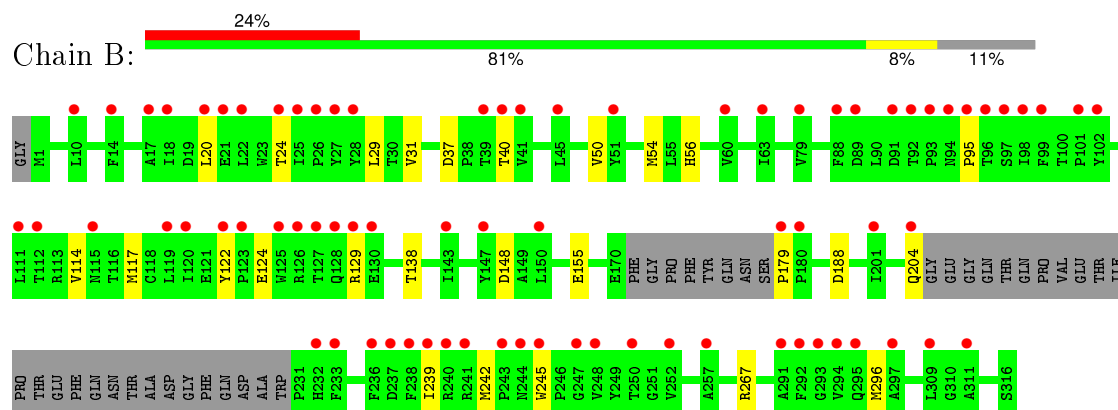 24%
Chain B:
81% 8% 11%
GLY M1 L10 F14 A17 I18 D19 L20 E21 L22 W23 T24 I25 P26 Y27 Y28 L29 T30 V31 D37 P38 T39 T40 V41 L45 V50 Y51 M54 L55 H56 V60 I63 V79 F88 D89 L90 D91 T92 P93 N94 P95 T96 S97 I98 F99 T100 P101 Y102
L111 T112 R113 V114 N115 T116 M117 C118 L119 I120 E121 Y122 P123 E124 W125 R126 T127 Q128 R129 E130 T138 I143 Y147 D148 A149 L150 E155 E170 PHE GLY PRO PHE TYR GLN ASN SER P179 P180 D188 I201 Q204 GLY GLU GLY GLN THR GLN PRO VAL GLU THR ILE
PRO THR GLU PHE GLN ASN THR ALA ASP GLY PHE GLN ASP ALA TRP P231 H232 F233 F236 D237 F238 I239 R240 R241 M242 P243 N244 W245 P246 G247 V248 Y249 T250 G251 V252 A257 R267 A291 F292 G293 V294 Q295 M296 A297 L309 G310 A311 S316